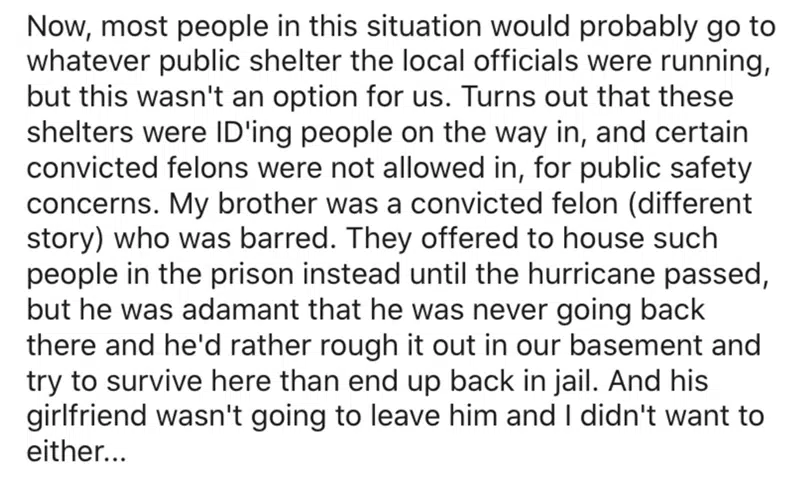 Now, most people in this situation would probably go to
whatever public shelter the local officials were running,
but this wasn't an option for us. Turns out that these
shelters were ID'ing people on the way in, and certain
convicted felons were not allowed in, for public safety
concerns. My brother was a convicted felon (different
story) who was barred. They offered to house such
people in the prison instead until the hurricane passed,
but he was adamant that he was never going back
there and he'd rather rough it out in our basement and
try to survive here than end up back in jail. And his
girlfriend wasn't going to leave him and I didn't want to
either...